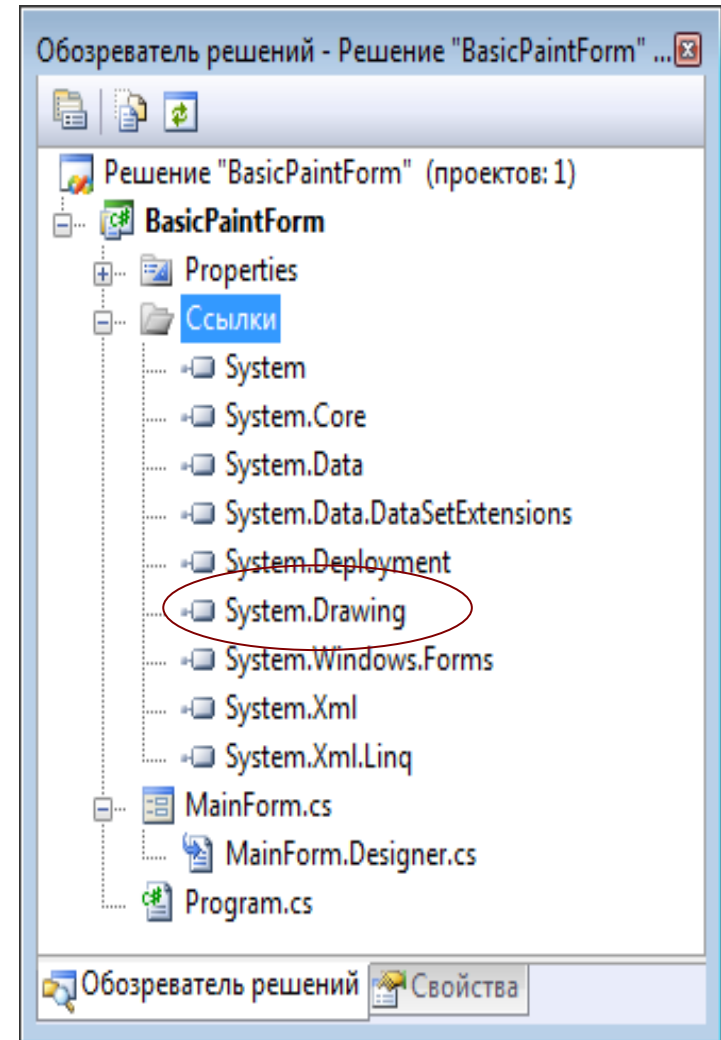 Обозреватель решений - Решение "BasicPaintForm" ...
Решение "BasicPaintForm" (проектов: 1)
BasicPaintForm
Properties
Ссылки
System
System.Core
System.Data
System.Data.DataSetExtensions
System.Deployment
System.Drawing
System.Windows.Forms
System.Xml
System.Xml.Linq
MainForm.cs
MainForm.Designer.cs
Program.cs
Обозреватель решений Свойства